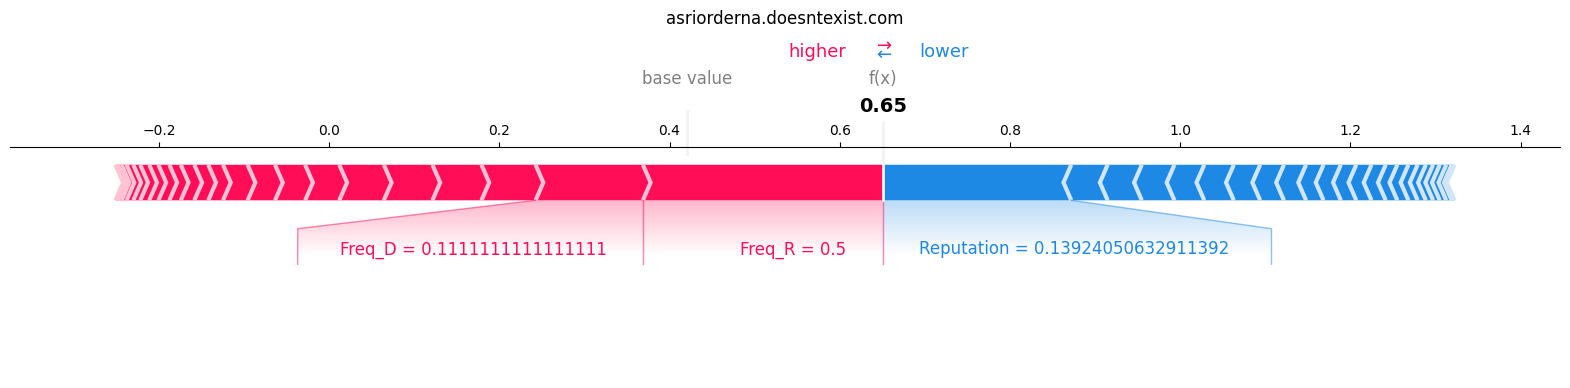 asriorderna.doesntexist.com
higher ⇄ lower
base value f(x)
0.65
−0.2 0.0 0.2 0.4 0.6 0.8 1.0 1.2 1.4
Freq_D = 0.1111111111111111 Freq_R = 0.5 Reputation = 0.13924050632911392